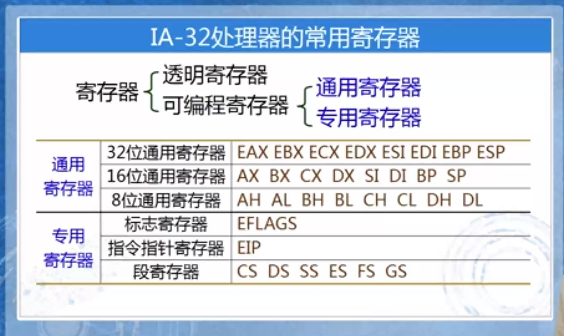 IA-32处理器的常用寄存器
寄存器
透明寄存器
可编程寄存器
通用寄存器
专用寄存器
通用
寄存器
32位通用寄存器 EAX EBX ECX EDX ESI EDI EBP ESP
16位通用寄存器 AX BX CX DX SI DI BP SP
8位通用寄存器 AH AL BH BL CH CL DH DL
专用
寄存器
标志寄存器 EFLAGS
指令指针寄存器 EIP
段寄存器 CS DS SS ES FS GS